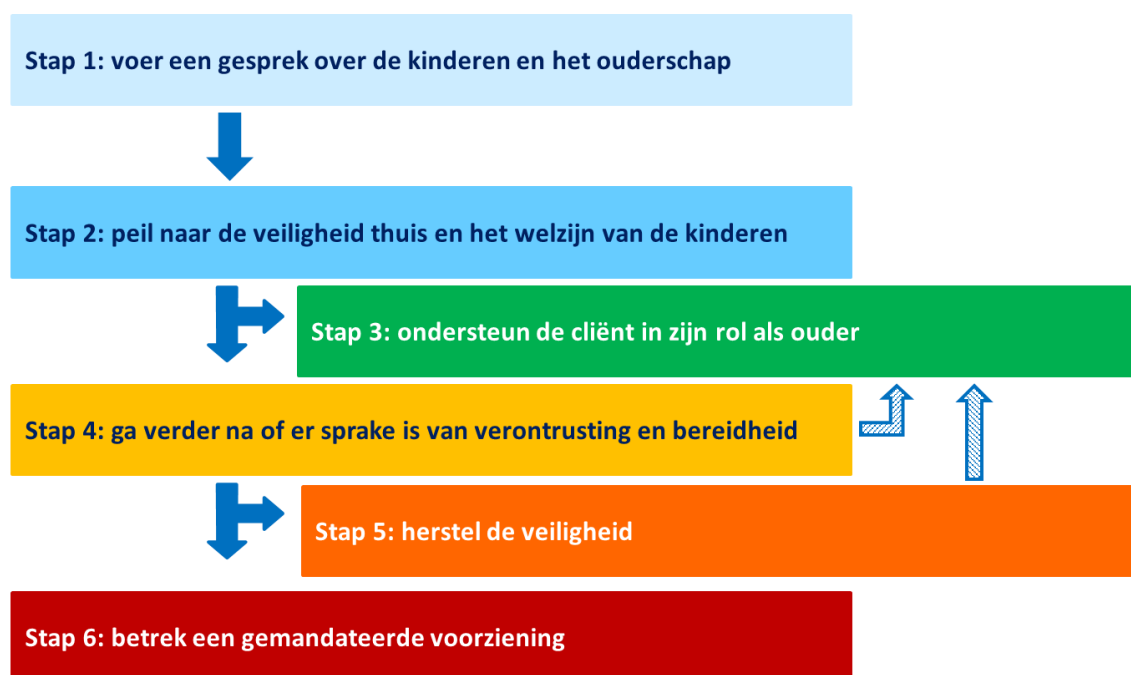 Stap 1: voer een gesprek over de kinderen en het ouderschap
Stap 2: peil naar de veiligheid thuis en het welzijn van de kinderen
Stap 3: ondersteun de cliënt in zijn rol als ouder
Stap 4: ga verder na of er sprake is van verontrusting en bereidheid
Stap 5: herstel de veiligheid
Stap 6: betrek een gemandateerde voorziening